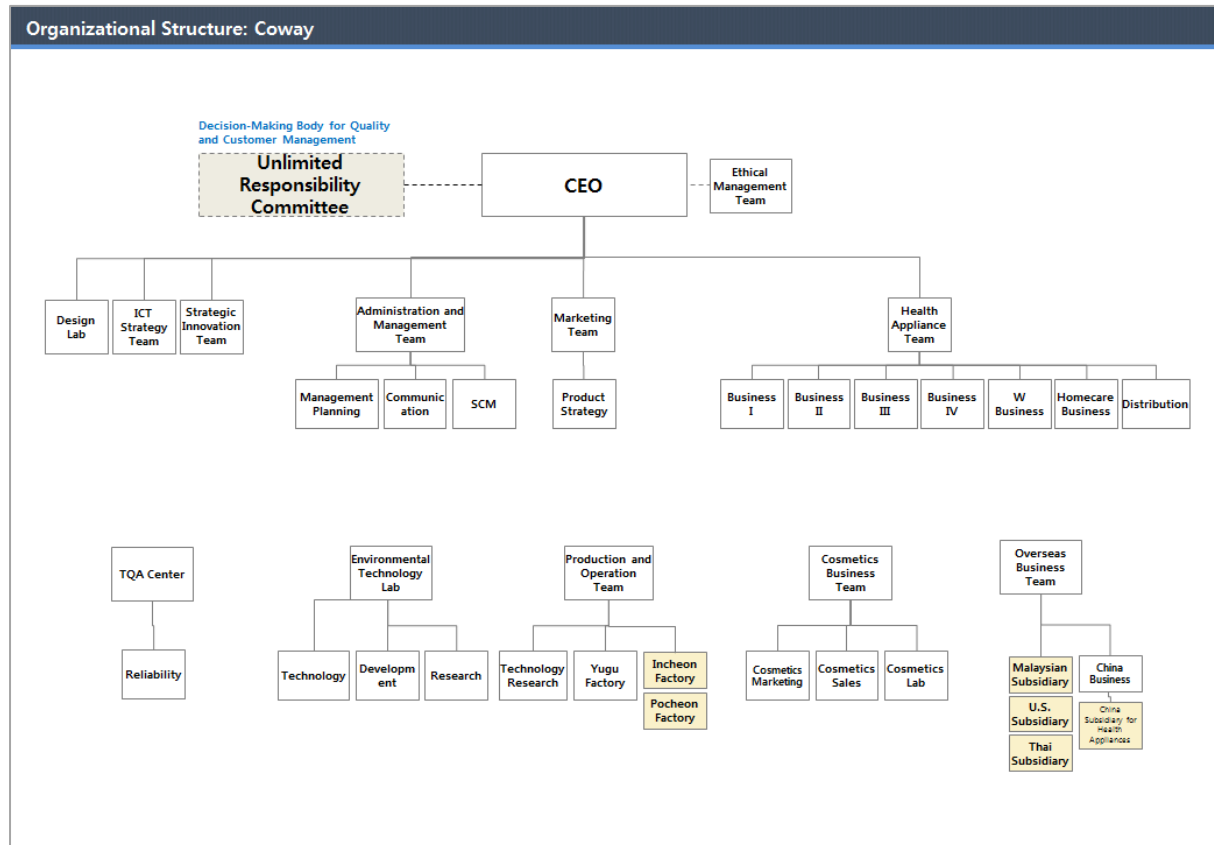 Organizational Structure: Coway
Decision-Making Body for Quality
and Customer Management
Unlimited
Responsibility
Committee
CEO
Ethical
Management
Team
Design
Lab
ICT
Strategy
Team
Strategic
Innovation
Team
Administration and
Management
Team
Marketing
Team
Health
Appliance
Team
Management
Planning
Communic
ation
SCM
Product
Strategy
Business
I
Business
II
Business
III
Business
IV
W
Business
Homecare
Business
Distribution
TQA Center
Environmental
Technology
Lab
Production and
Operation
Team
Cosmetics
Business
Team
Overseas
Business
Team
Reliability
Technology
Developm
ent
Research
Technology
Research
Yugu
Factory
Incheon
Factory
Pocheon
Factory
Cosmetics
Marketing
Cosmetics
Sales
Cosmetics
Lab
Malaysian
Subsidiary
U.S.
Subsidiary
Thai
Subsidiary
China
Business
China
Subsidiary for
Health
Appliances